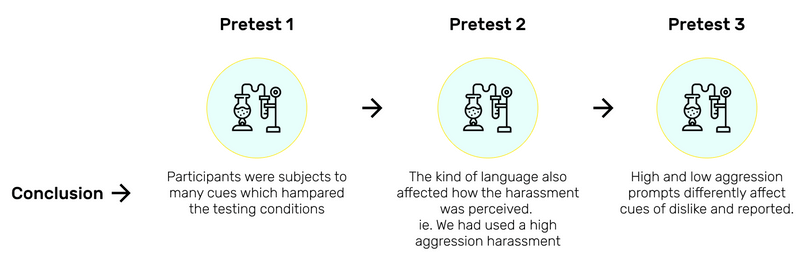 Pretest 1
Pretest 2
Pretest 3
Conclusion
Participants were subjects to
many cues which hampared
the testing conditions
The kind of language also
affected how the harassment
was perceived.
ie. We had used a high
aggression harassment
High and low aggression
prompts differently affect
cues of dislike and reported.